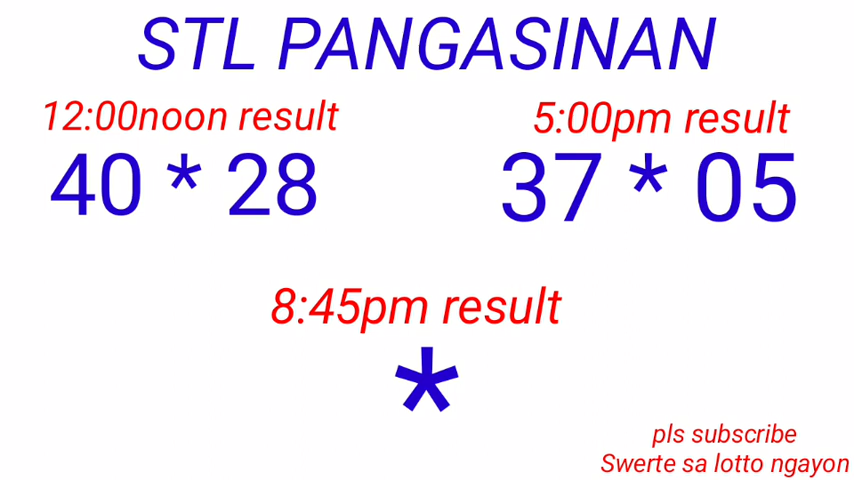 STL PANGASINAN
12:00noon result
5:00pm result
40 * 28
37 * 05
8:45pm result
*
pls subscribe
Swerte sa lotto ngayon